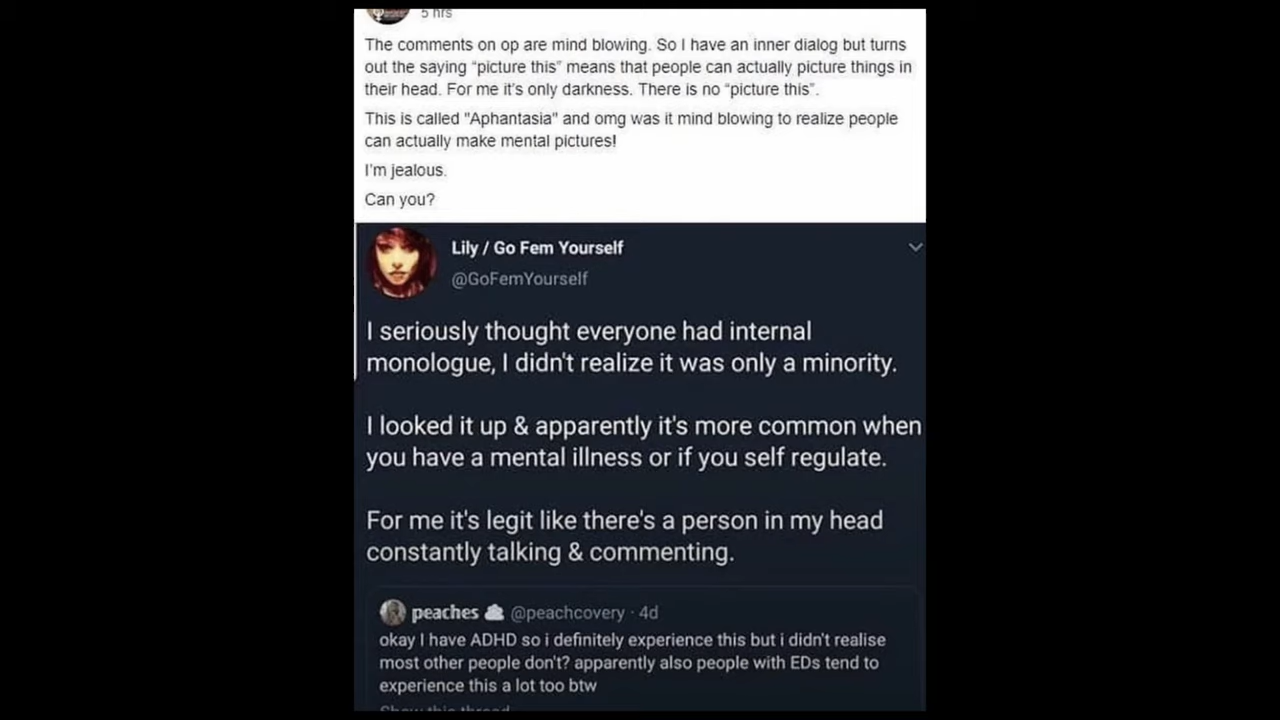 5 hrs
The comments on op are mind blowing. So I have an inner dialog but turns
out the saying “picture this” means that people can actually picture things in
their head. For me it's only darkness. There is no “picture this”.
This is called "Aphantasia" and omg was it mind blowing to realize people
can actually make mental pictures!
I'm jealous.
Can you?
Lily / Go Fem Yourself
@GoFemYourself
I seriously thought everyone had internal
monologue, I didn't realize it was only a minority.
I looked it up & apparently it's more common when
you have a mental illness or if you self regulate.
For me it's legit like there's a person in my head
constantly talking & commenting.
peaches @peachcovery · 4d
okay I have ADHD so i definitely experience this but i didn't realise
most other people don't? apparently also people with EDs tend to
experience this a lot too btw
Show this thread